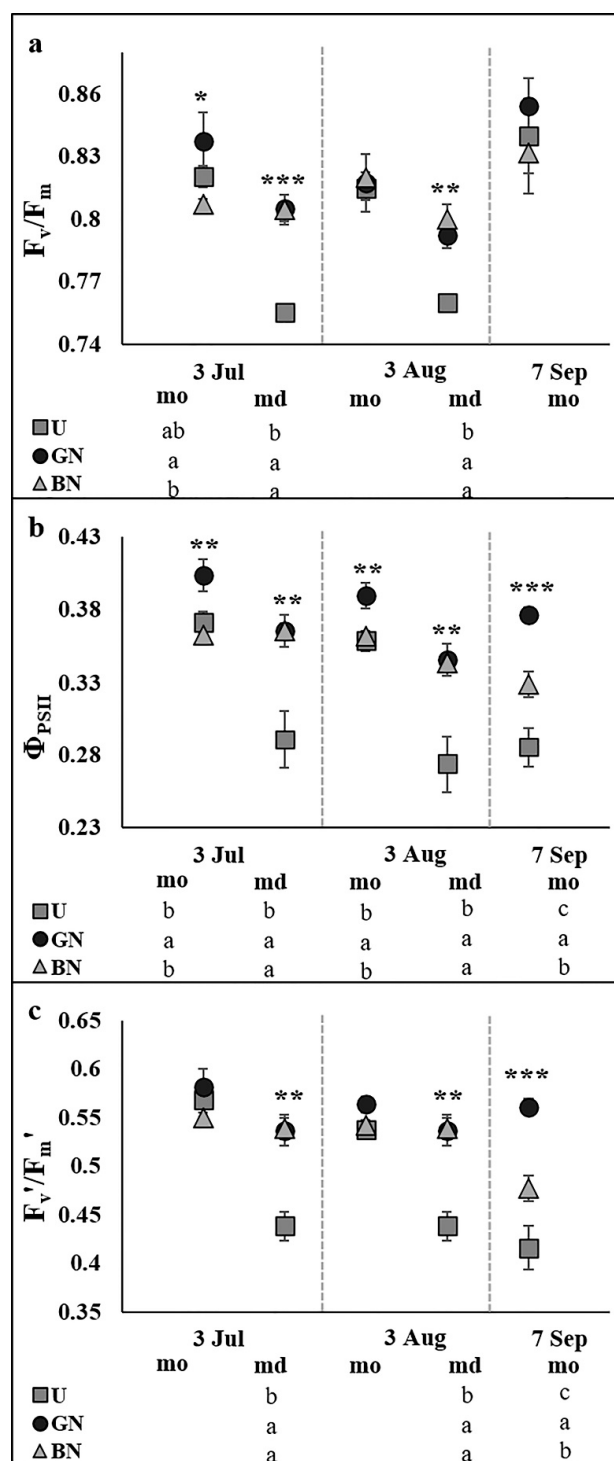 a
*
***
**
0.86
0.83
0.8
0.77
0.74
Fv/Fm
3 Jul 3 Aug 7 Sep
mo md mo md mo
U ab b b
GN a a a
BN b a a
b
**
**
**
**
***
0.43
0.38
0.33
0.28
0.23
ΦPSII
3 Jul 3 Aug 7 Sep
mo md mo md mo
U b b b b c
GN a a a a a
BN b a b a b
c
**
**
***
0.65
0.6
0.55
0.5
0.45
0.4
0.35
Fv'/Fm'
3 Jul 3 Aug 7 Sep
mo md mo md mo
U b b c
GN a a a
BN a a b